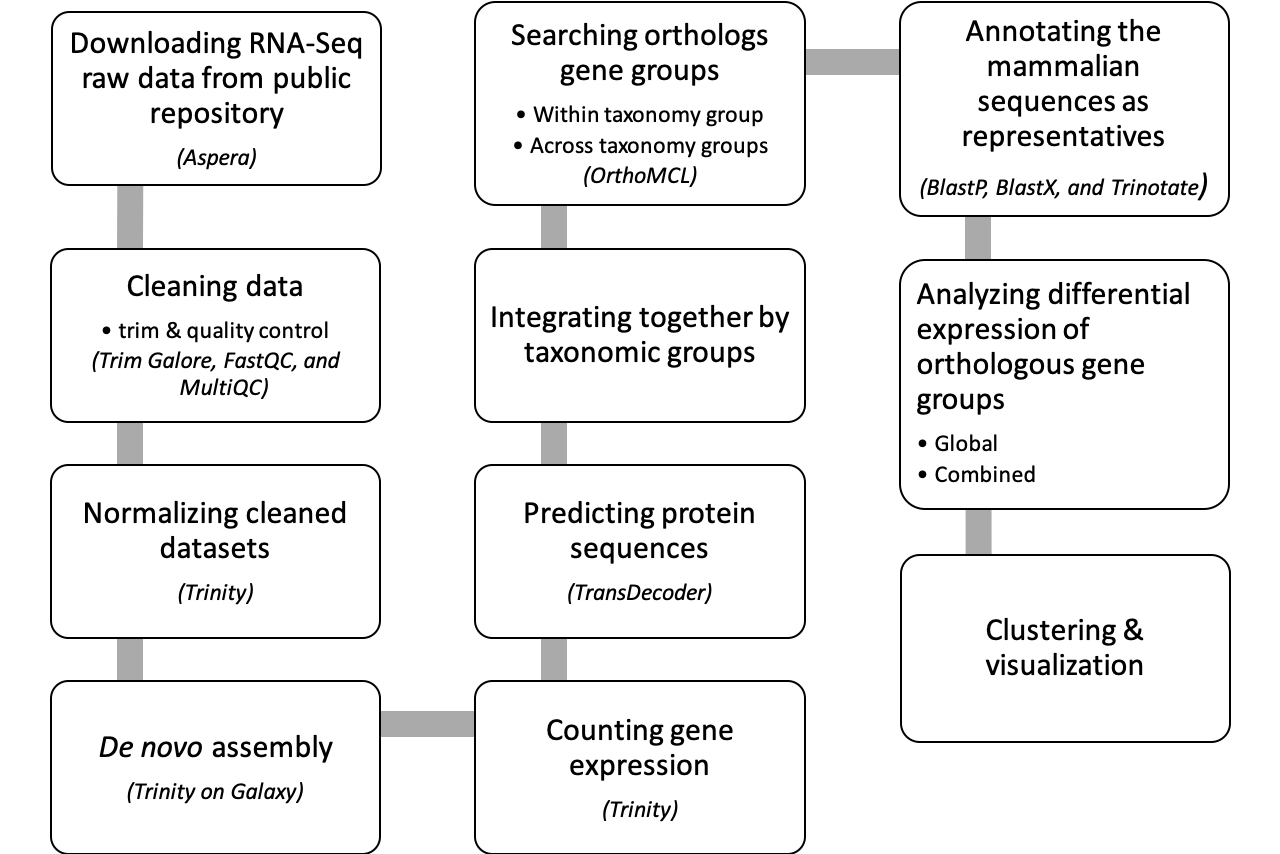 Downloading RNA-Seq
raw data from public
repository
(Aspera)
Cleaning data
• trim & quality control
(Trim Galore, FastQC, and
MultiQC)
Normalizing cleaned
datasets
(Trinity)
De novo assembly
(Trinity on Galaxy)
Counting gene
expression
(Trinity)
Predicting protein
sequences
(TransDecoder)
Integrating together by
taxonomic groups
Searching orthologs
gene groups
• Within taxonomy group
• Across taxonomy groups
(OrthoMCL)
Annotating the
mammalian
sequences as
representatives
(BlastP, BlastX, and Trinotate)
Analyzing differential
expression of
orthologous gene
groups
• Global
• Combined
Clustering &
visualization